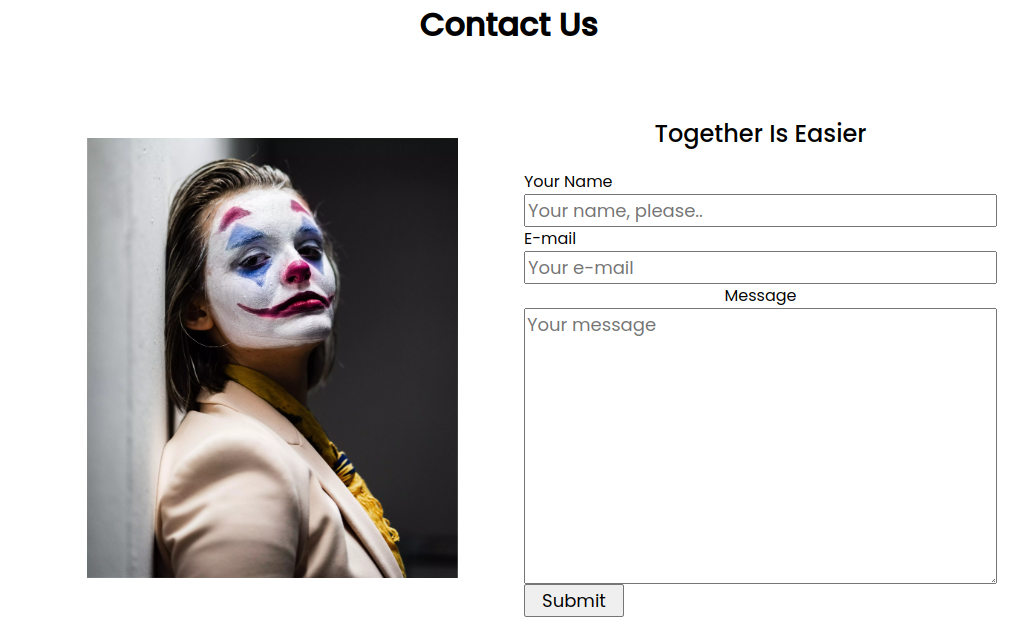 Contact Us
Together Is Easier
Your Name
Your name, please..
E-mail
Your e-mail
Message
Your message
Submit